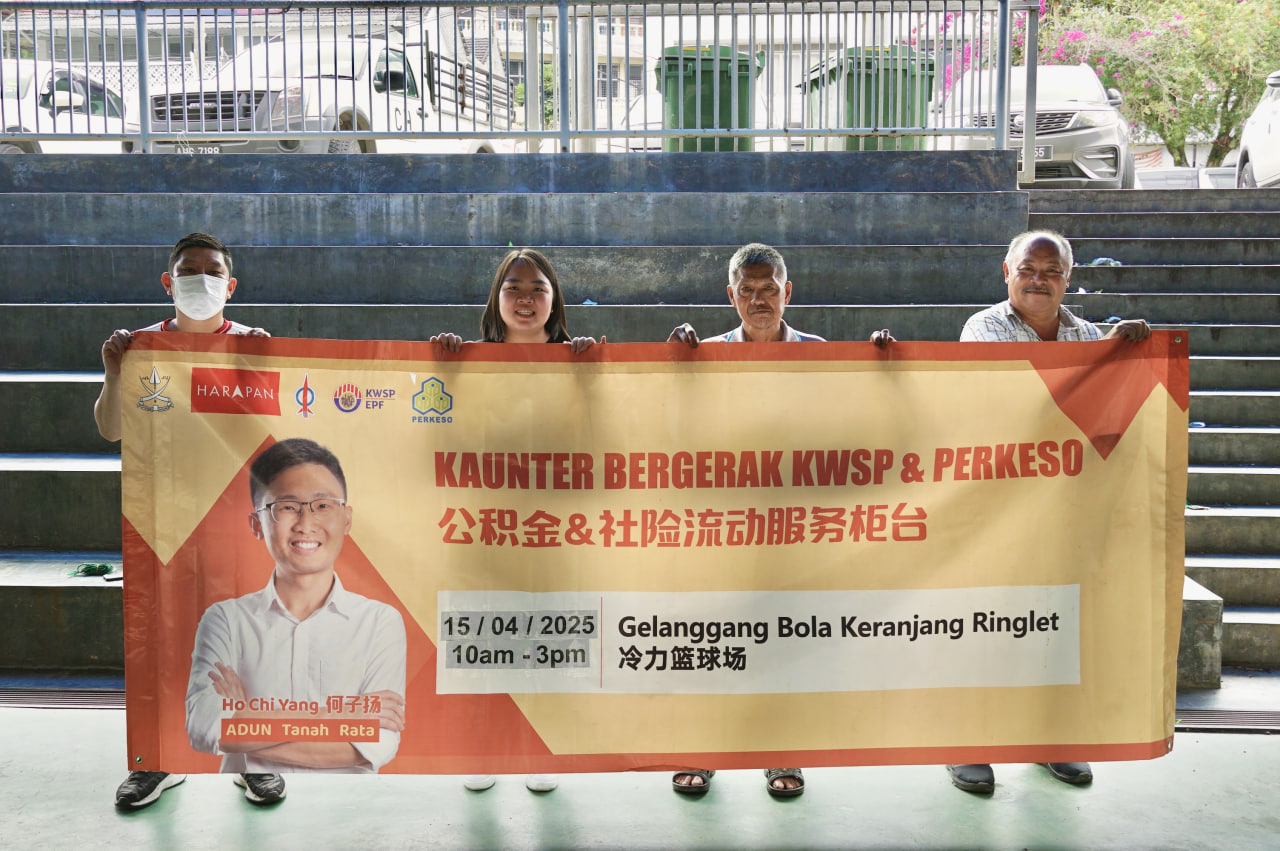 HARAPAN
KWSP
EPF
PERKESO
KAUNTER BERGERAK KWSP & PERKESO
公积金&社险流动服务柜台
15 / 04 / 2025
10am - 3pm
Gelanggang Bola Keranjang Ringlet
冷力篮球场
Ho Chi Yang 何子扬
ADUN Tanah Rata